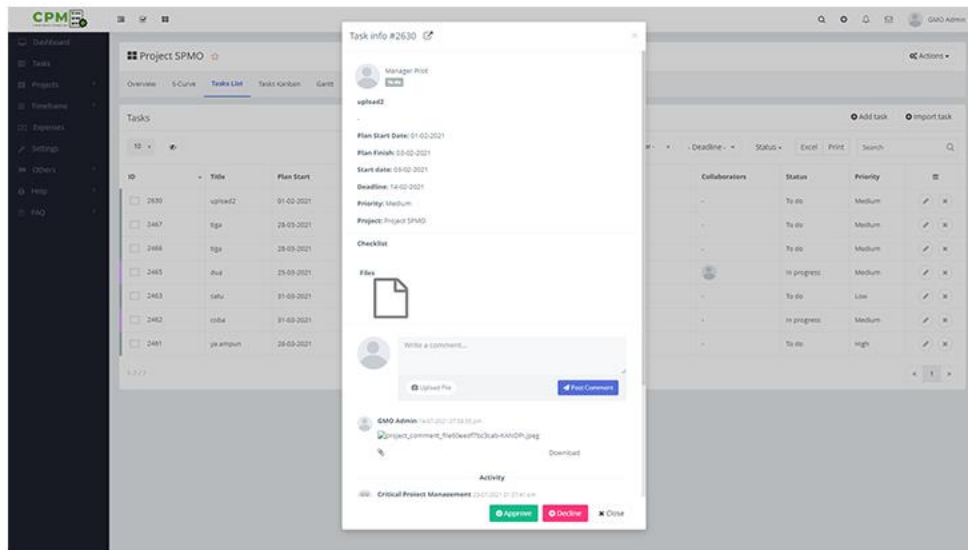 CPM
GMO Admin
Dashboard
Tasks
Projects
Timeframe
Expenses
Settings
Others
Help
FAQ
Project SPMO
Actions
Overview S-Curve Tasks List Tasks Kanban Gantt
Tasks
Add task Import task
10 - Deadline - Status Excel Print Search
ID Title Plan Start Collaborators Status Priority
2630 upload2 01-02-2021 - To do Medium
2467 tiga 28-03-2021 - To do Medium
2466 tiga 28-03-2021 - To do Medium
2465 dua 25-03-2021 In progress Medium
2463 satu 31-03-2021 - To do Low
2462 coba 31-03-2021 - In progress Medium
2461 ya ampun 28-03-2021 - To do High
1
Task info #2630
Manager Pilot
To do
upload2
-
Plan Start Date: 01-02-2021
Plan Finish: 03-02-2021
Start date: 03-02-2021
Deadline: 14-02-2021
Priority: Medium
Project: Project SPMO
Checklist
Files
Write a comment...
Upload File
Post Comment
GMO Admin
Download
Activity
Critical Project Management
Approve Decline Close